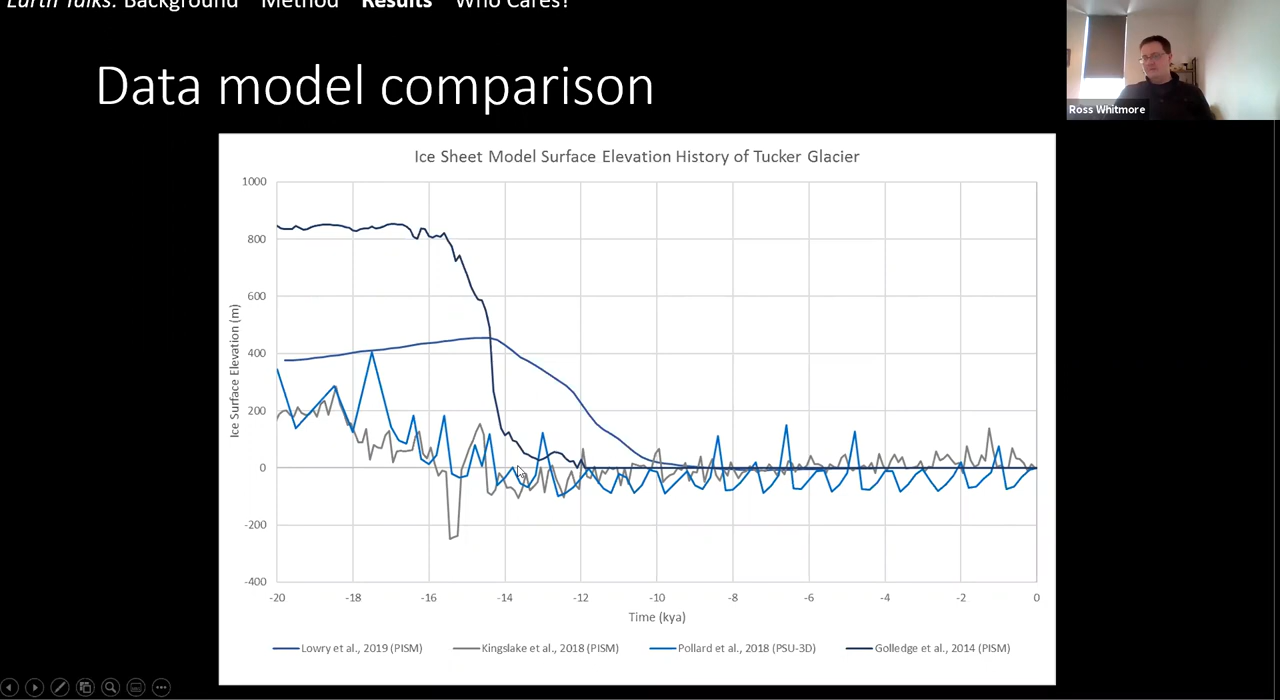 Earth Talks: Background Method Results Who Cares?
Ross Whitmore
Data model comparison
Ice Sheet Model Surface Elevation History of Tucker Glacier
1000
800
600
400
200
0
-200
-400
Ice Surface Elevation (m)
-20 -18 -16 -14 -12 -10 -8 -6 -4 -2 0
Time (kya)
Lowry et al., 2019 (PISM) Kingslake et al., 2018 (PISM) Pollard et al., 2018 (PSU-3D) Golledge et al., 2014 (PISM)